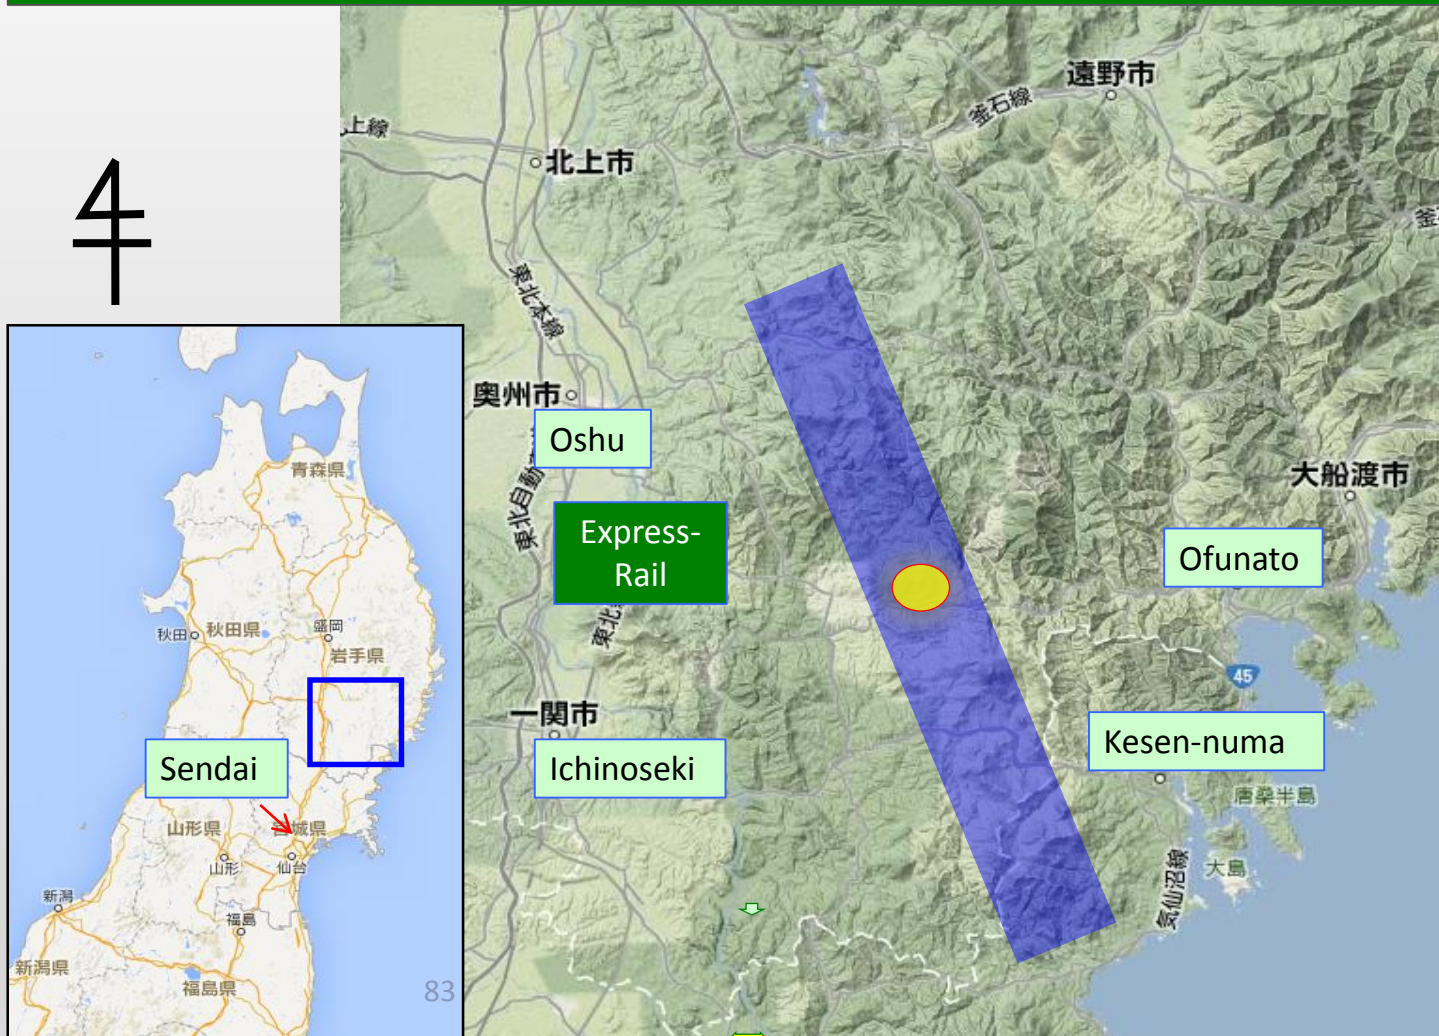 遠野市
釜石線
上線
北上市
釜
東北本線
奥州市
Oshu
東北自動
大船渡市
Express-
Rail
Ofunato
東北
45
一関市
Ichinoseki
Kesen-numa
唐桑半島
大島
気仙沼線
青森県
秋田
秋田県
盛岡
岩手県
Sendai
山形県
城県
山形
仙台
新潟
福島
新潟県
福島県
83